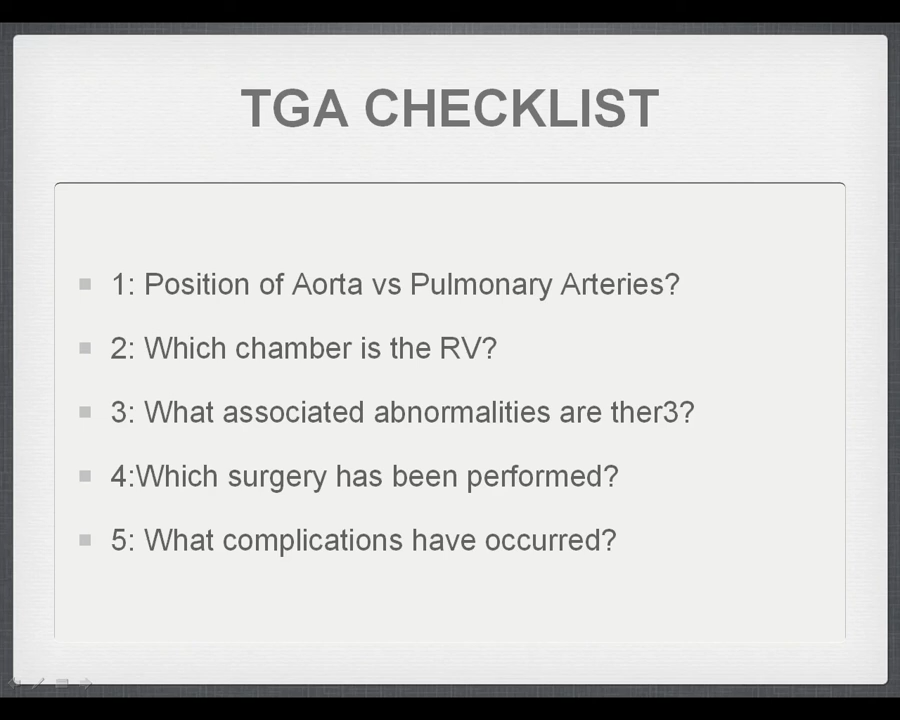 TGA CHECKLIST
1: Position of Aorta vs Pulmonary Arteries?
2: Which chamber is the RV?
3: What associated abnormalities are ther3?
4:Which surgery has been performed?
5: What complications have occurred?